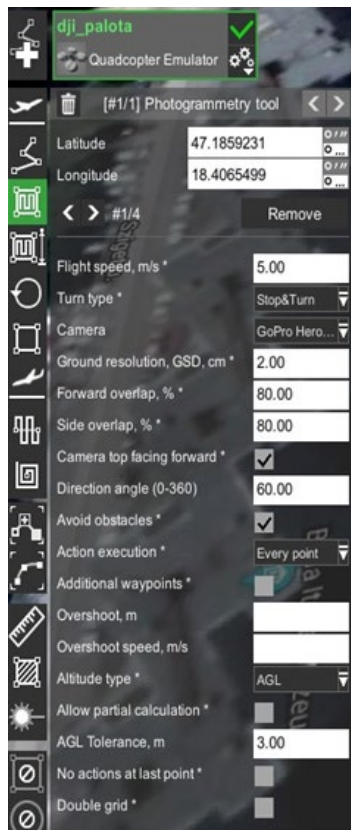 dji_palota
Quadcopter Emulator
[#1/1] Photogrammetry tool
Latitude 47.1859231
Longitude 18.4065499
#1/4 Remove
Flight speed, m/s * 5.00
Turn type * Stop&Turn
Camera GoPro Hero...
Ground resolution, GSD, cm * 2.00
Forward overlap, % * 80.00
Side overlap, % * 80.00
Camera top facing forward *
Direction angle (0-360) 60.00
Avoid obstacles *
Action execution * Every point
Additional waypoints *
Overshoot, m
Overshoot speed, m/s
Altitude type * AGL
Allow partial calculation *
AGL Tolerance, m 3.00
No actions at last point *
Double grid *